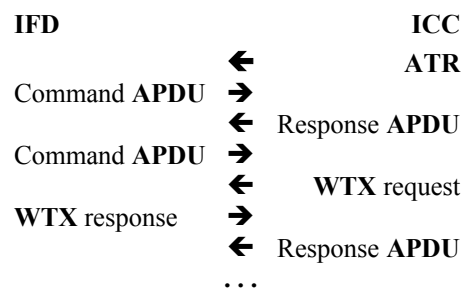 IFD ICC
🡰 ATR
Command APDU 🡲
🡰 Response APDU
Command APDU 🡲
🡰 WTX request
WTX response 🡲
🡰 Response APDU
. . .